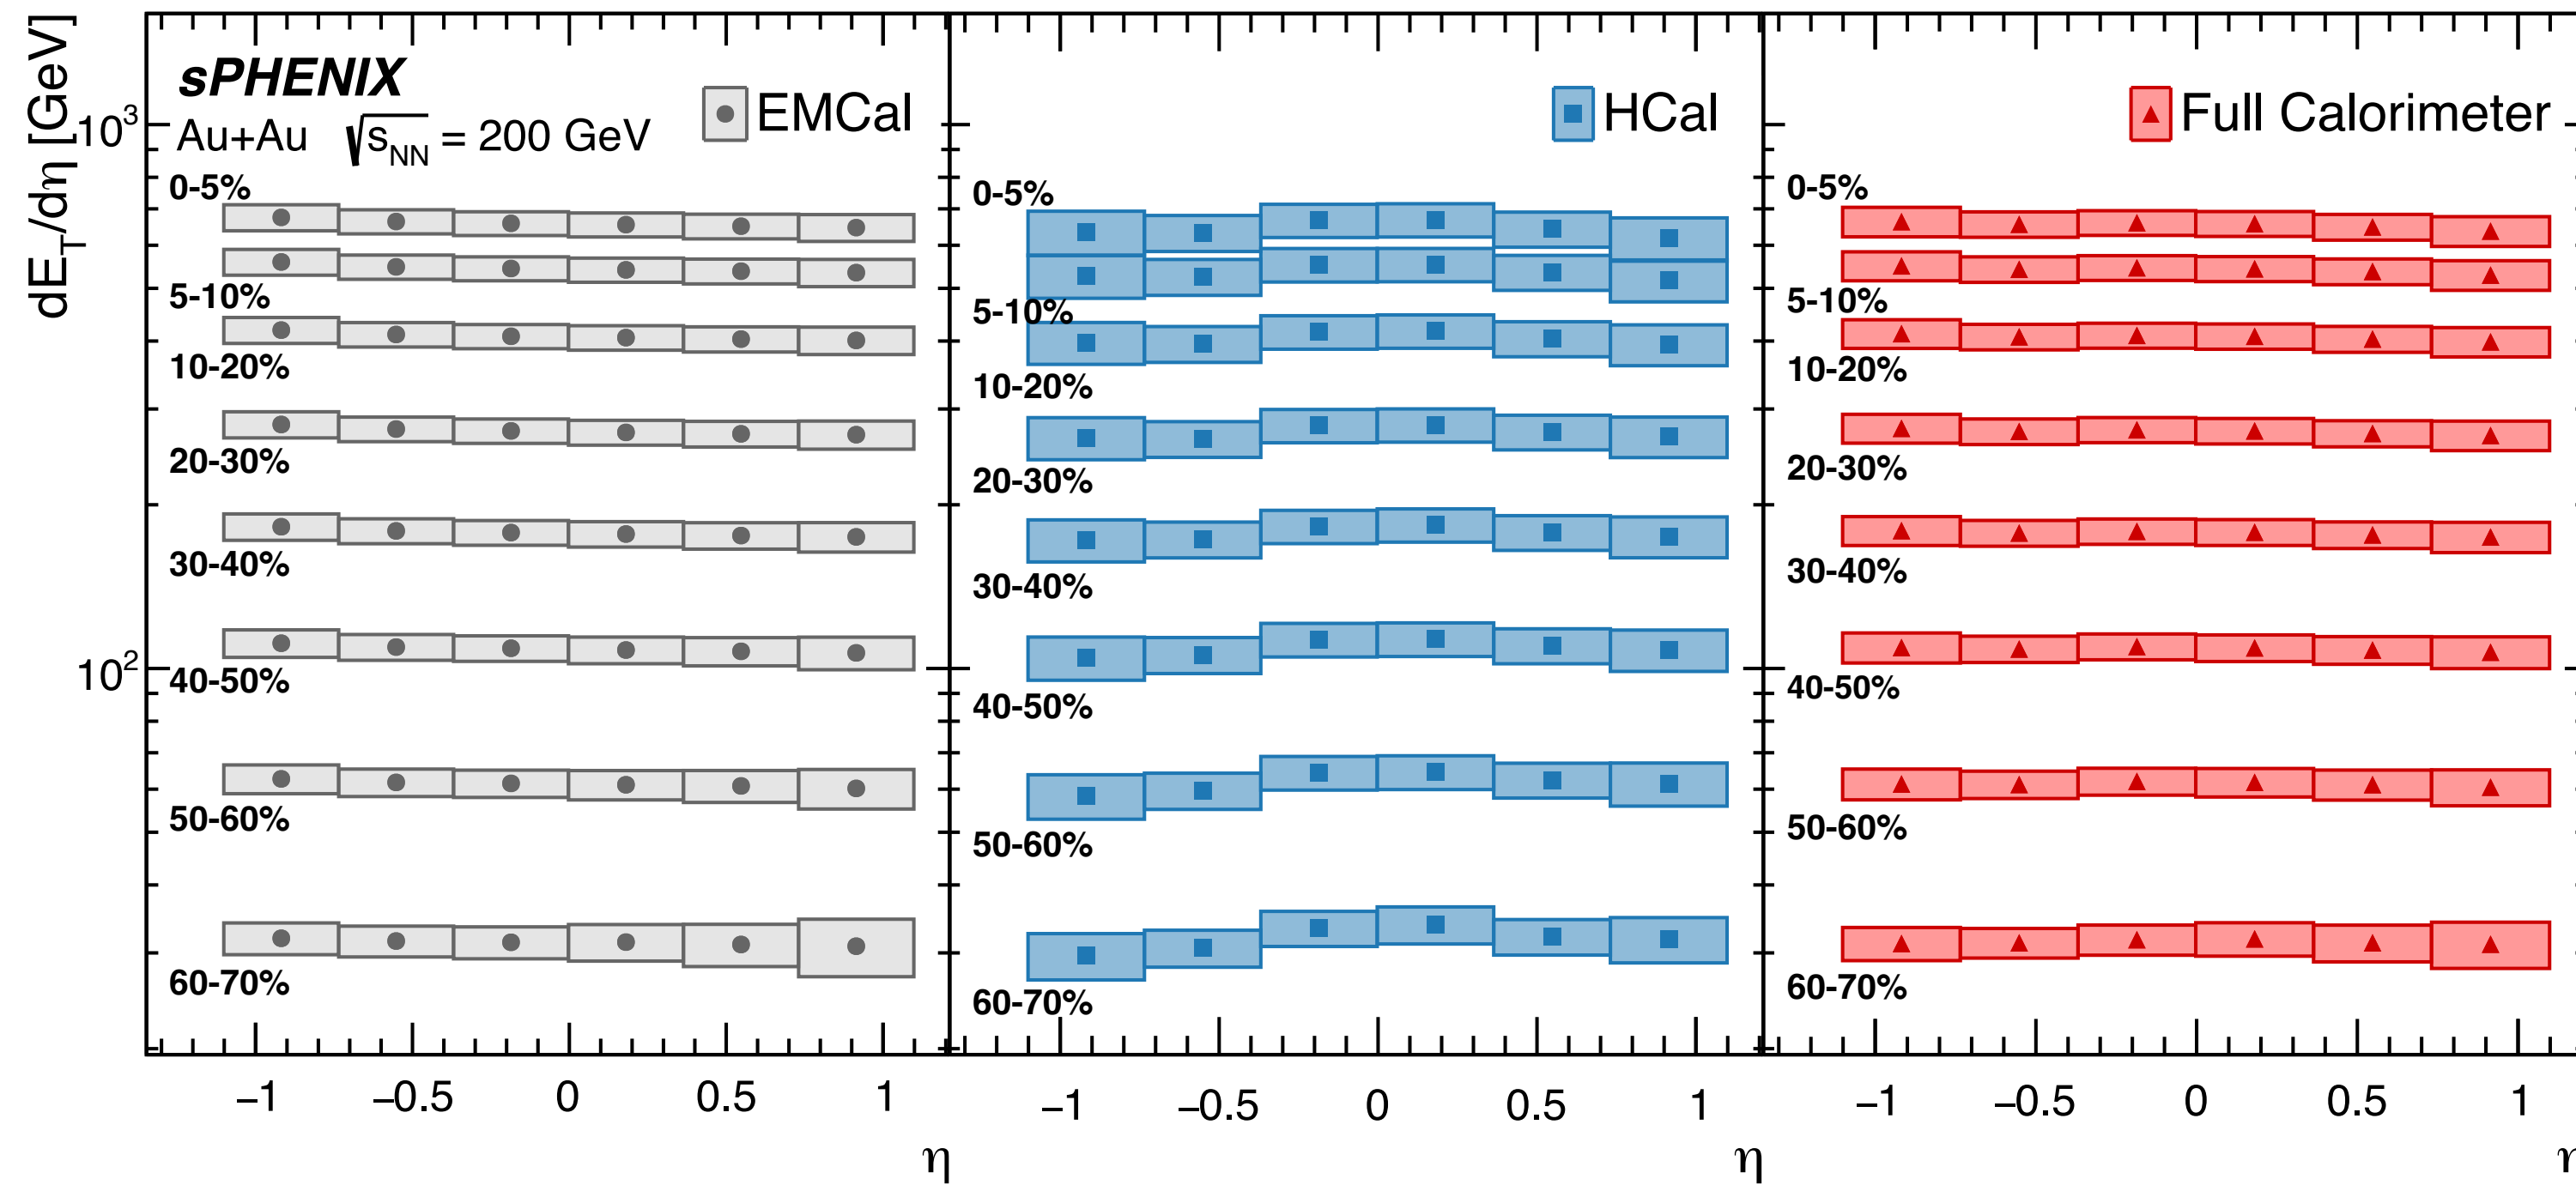 dE_T/dη [GeV]
10³
10²
sPHENIX
Au+Au √s_NN = 200 GeV
EMCal
0-5%
5-10%
10-20%
20-30%
30-40%
40-50%
50-60%
60-70%
−1 −0.5 0 0.5 1
η
HCal
0-5%
5-10%
10-20%
20-30%
30-40%
40-50%
50-60%
60-70%
−1 −0.5 0 0.5 1
η
Full Calorimeter
0-5%
5-10%
10-20%
20-30%
30-40%
40-50%
50-60%
60-70%
−1 −0.5 0 0.5 1
η